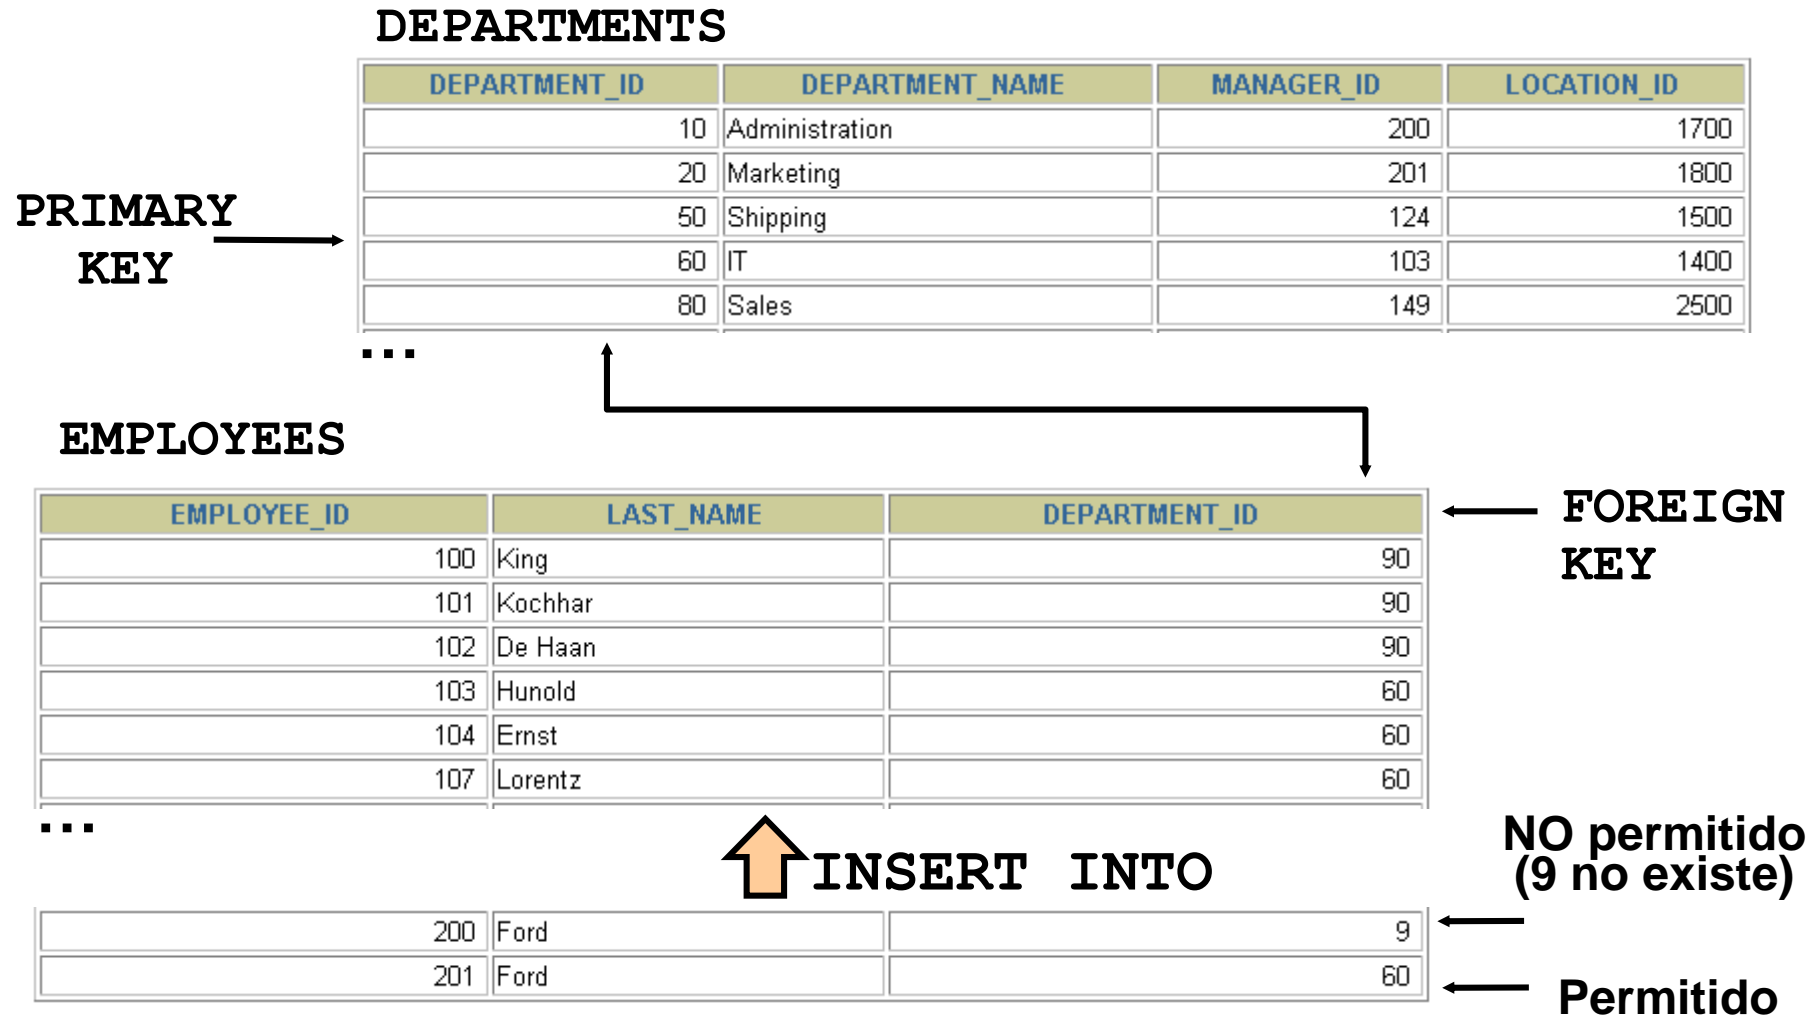 DEPARTMENTS
DEPARTMENT_ID DEPARTMENT_NAME MANAGER_ID LOCATION_ID
10 Administration 200 1700
20 Marketing 201 1800
50 Shipping 124 1500
60 IT 103 1400
80 Sales 149 2500
...
PRIMARY
KEY
EMPLOYEES
EMPLOYEE_ID LAST_NAME DEPARTMENT_ID
100 King 90
101 Kochhar 90
102 De Haan 90
103 Hunold 60
104 Ernst 60
107 Lorentz 60
...
FOREIGN
KEY
INSERT INTO
NO permitido
(9 no existe)
200 Ford 9
201 Ford 60
Permitido